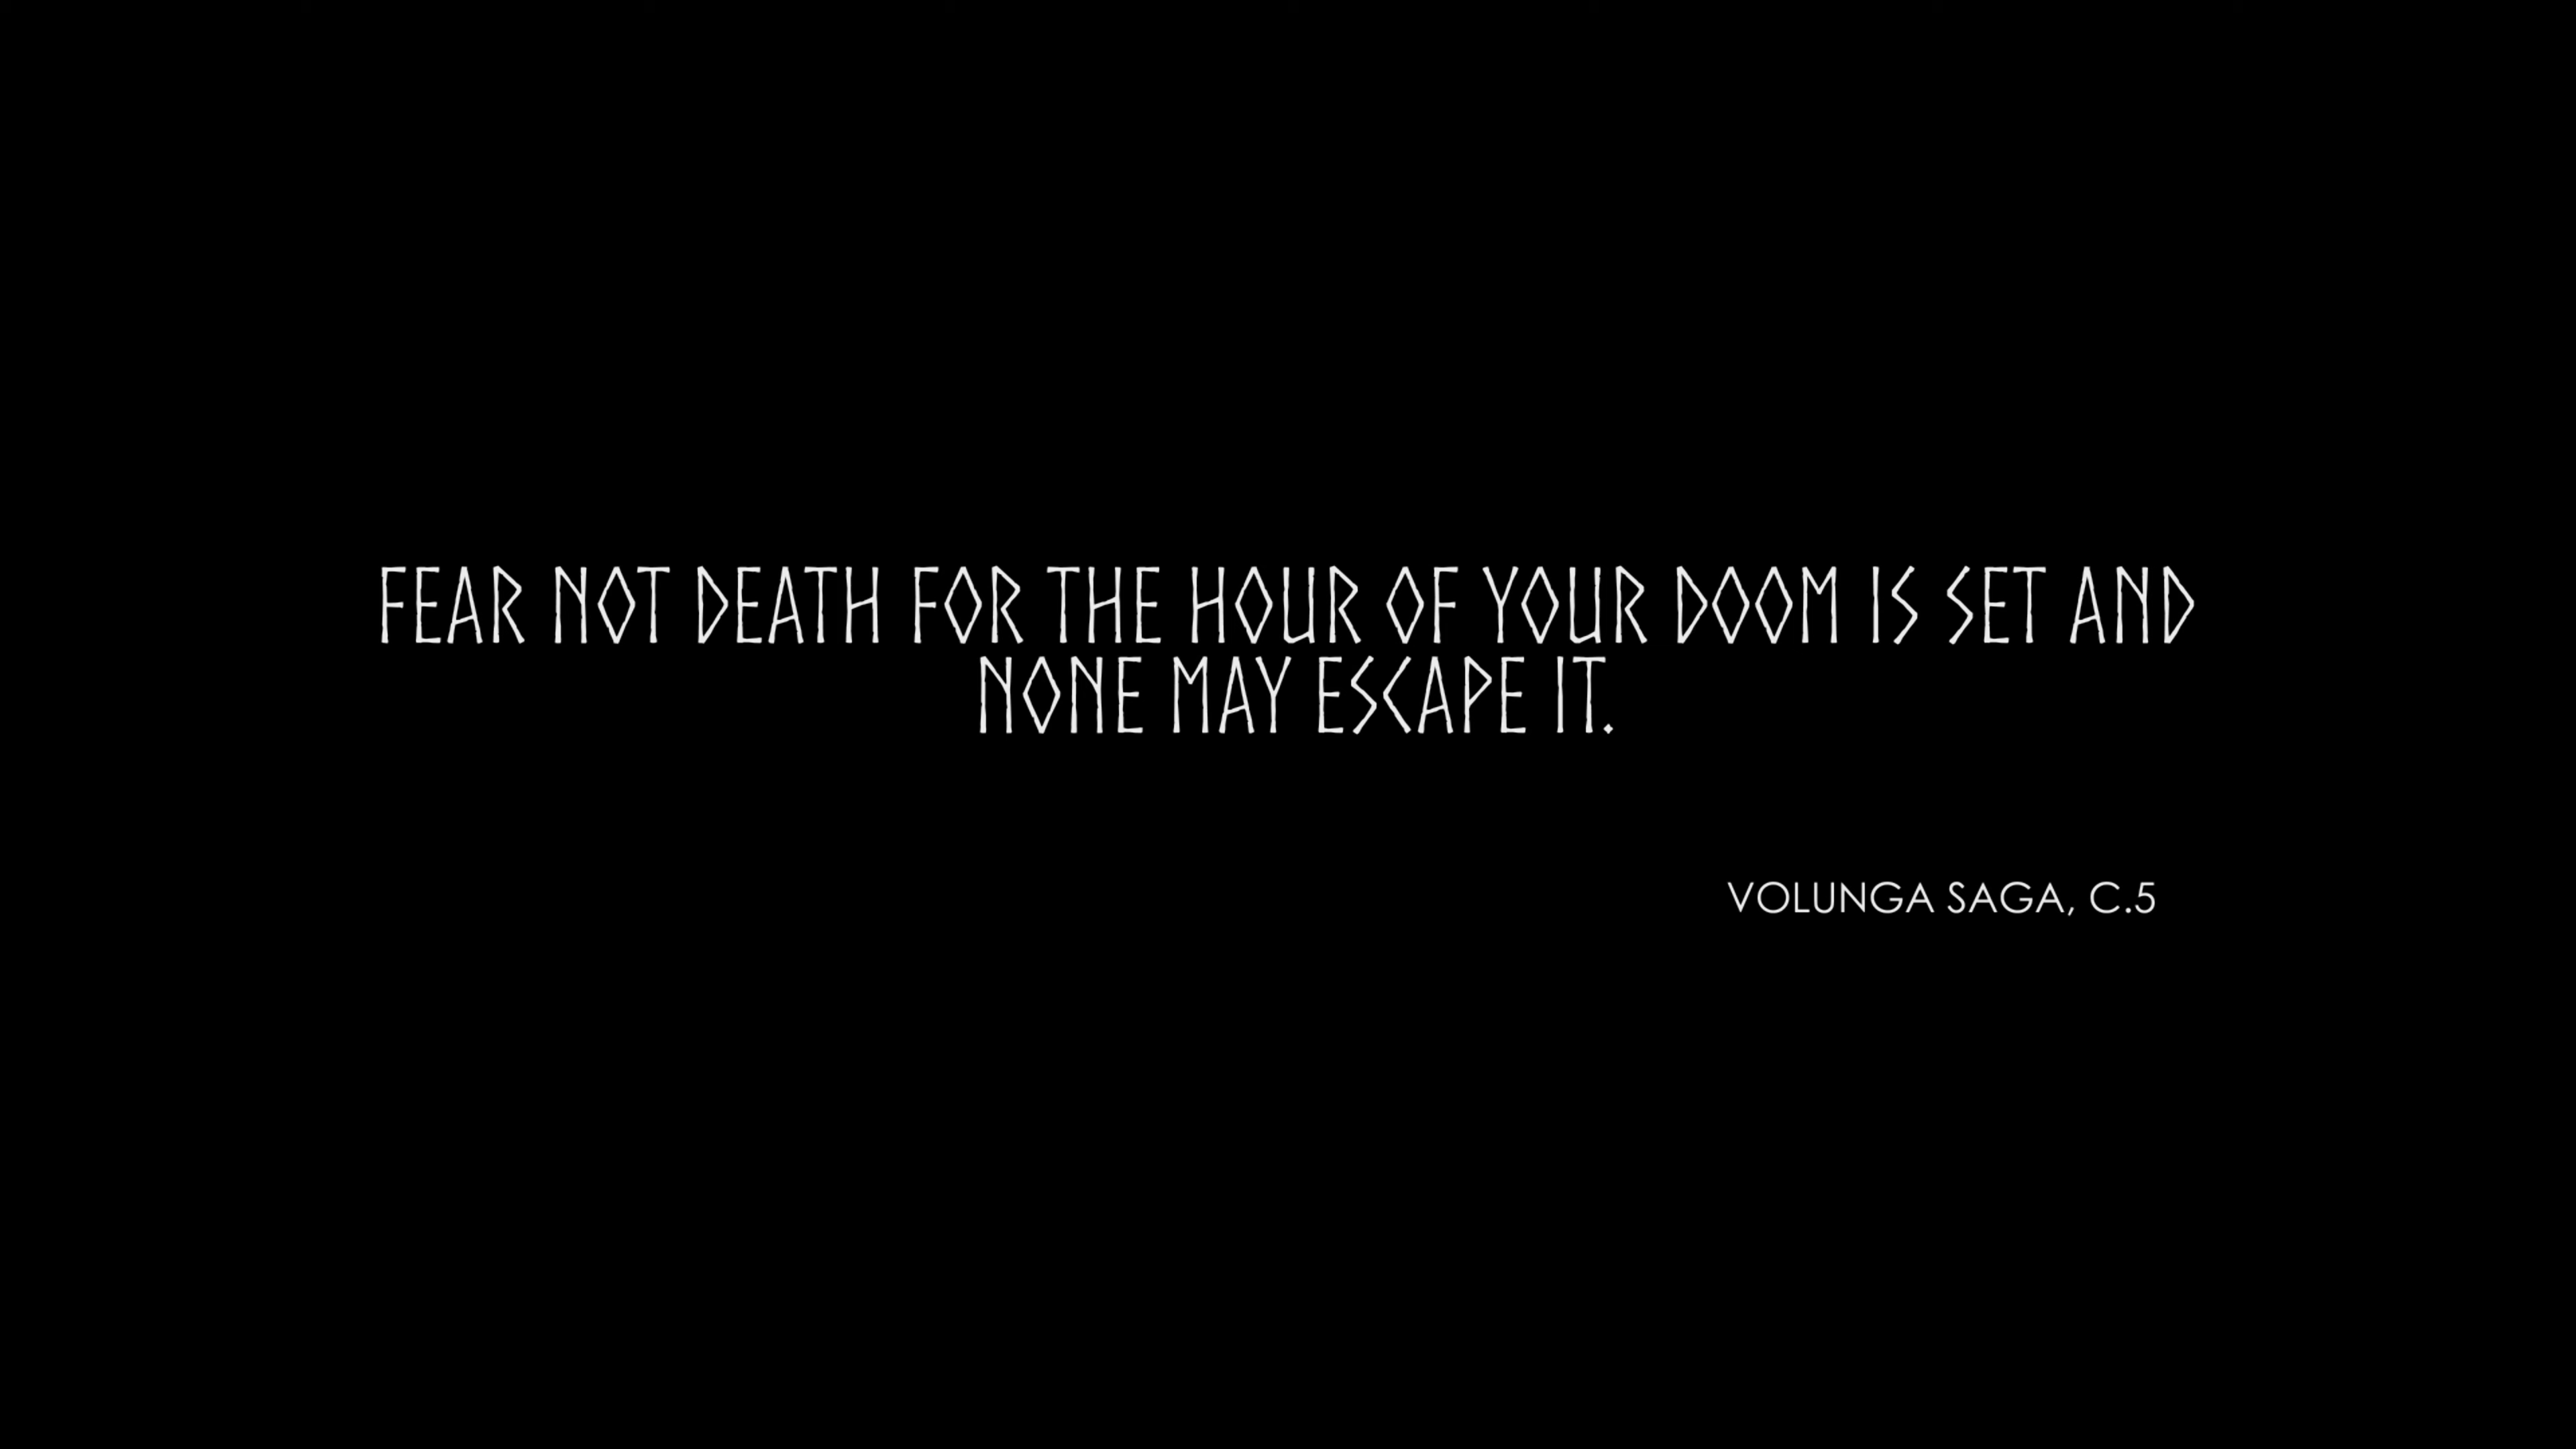 FEAR NOT DEATH FOR THE HOUR OF YOUR DOOM IS SET AND
NONE MAY ESCAPE IT.
VOLUNGA SAGA, C.5